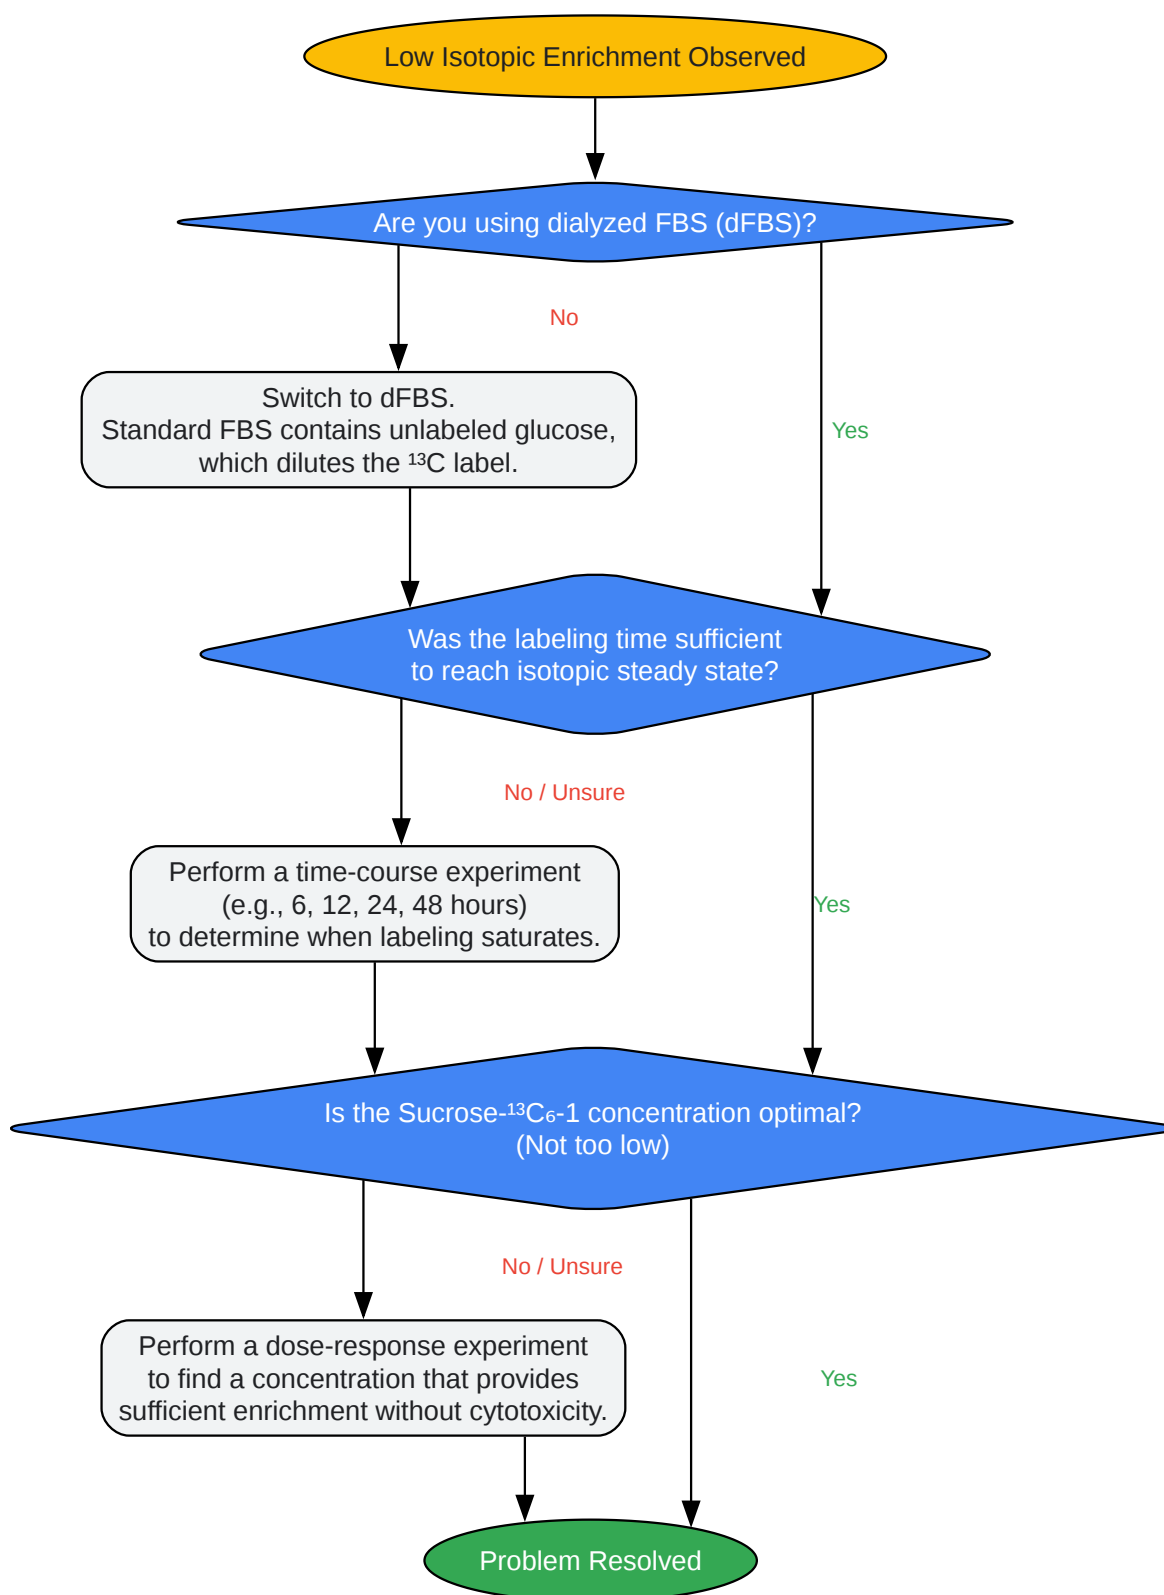 Low Isotopic Enrichment Observed
Are you using dialyzed FBS (dFBS)?
No
Switch to dFBS.
Standard FBS contains unlabeled glucose,
which dilutes the ¹³C label.
Yes
Was the labeling time sufficient
to reach isotopic steady state?
No / Unsure
Perform a time-course experiment
(e.g., 6, 12, 24, 48 hours)
to determine when labeling saturates.
Yes
Is the Sucrose-¹³C₆-1 concentration optimal?
(Not too low)
No / Unsure
Perform a dose-response experiment
to find a concentration that provides
sufficient enrichment without cytotoxicity.
Yes
Problem Resolved